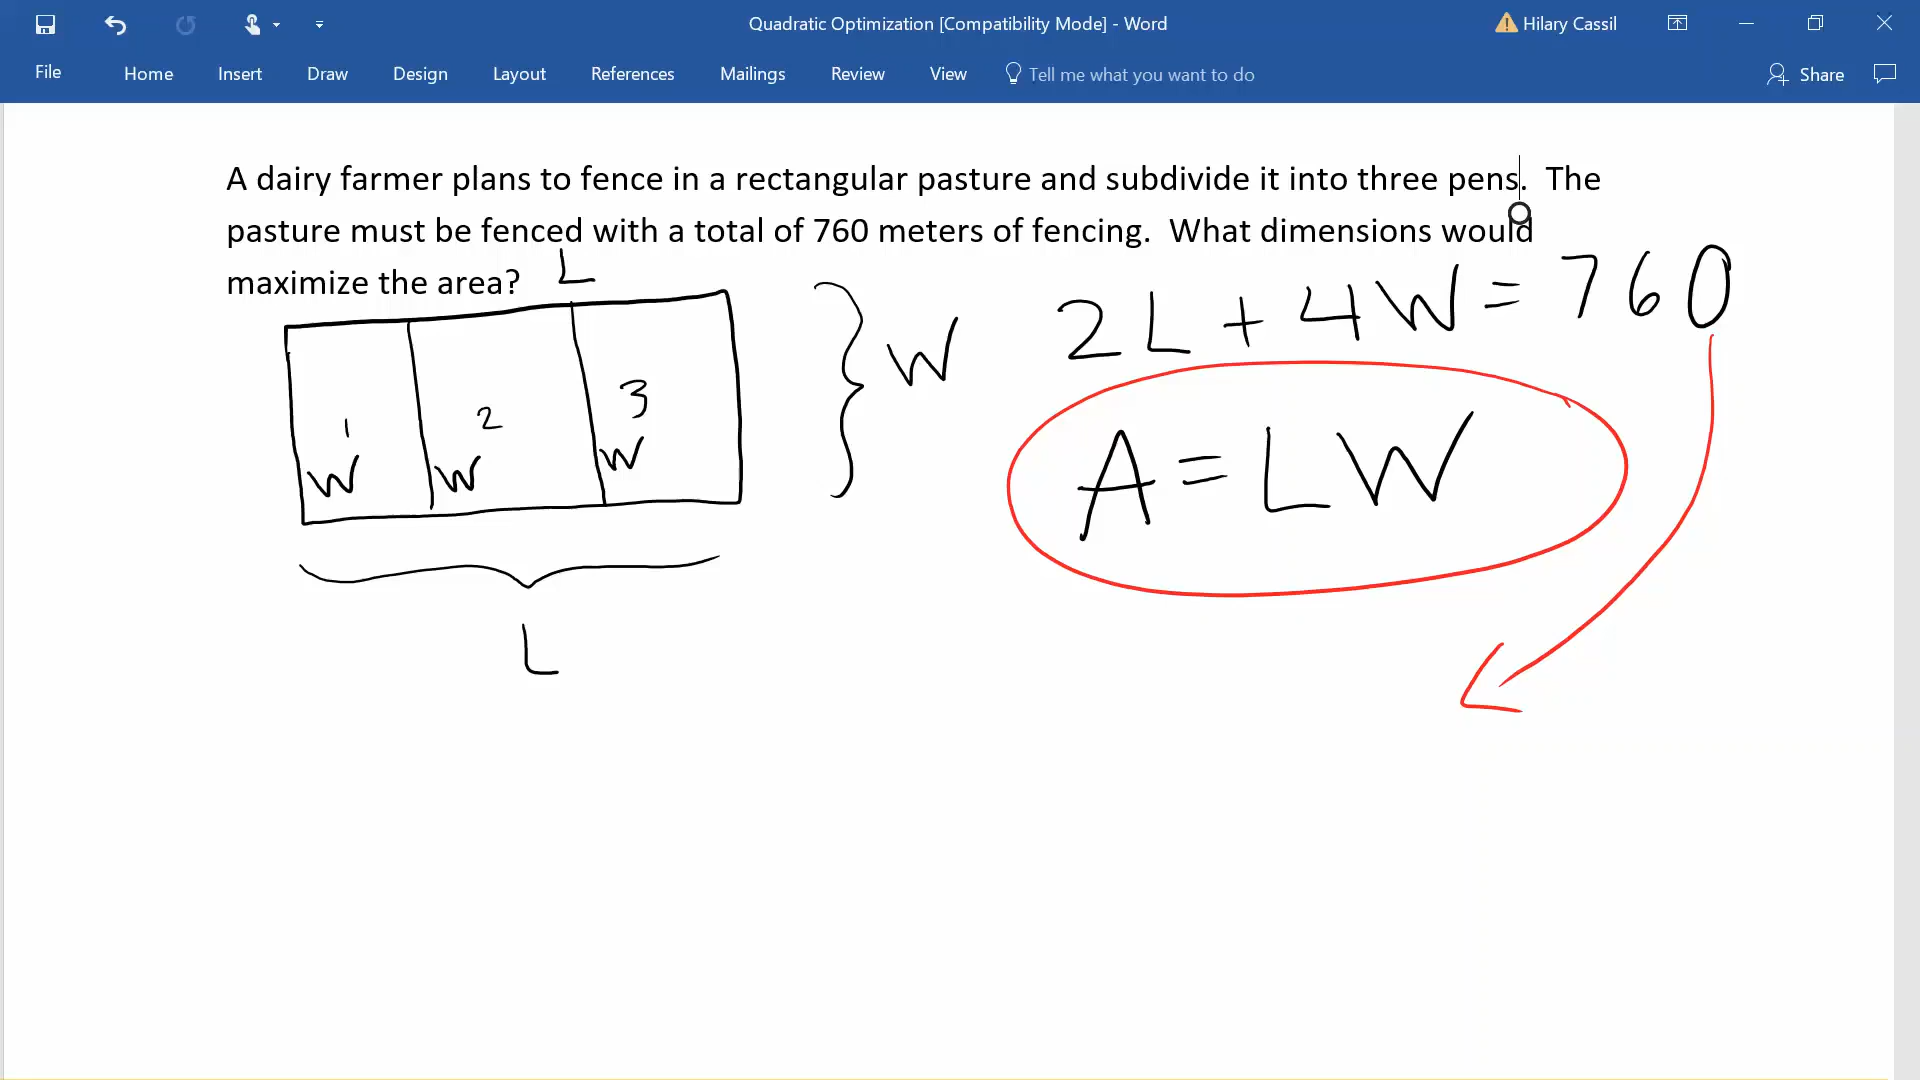 Quadratic Optimization [Compatibility Mode] - Word
Hilary Cassil
File Home Insert Draw Design Layout References Mailings Review View Tell me what you want to do Share
A dairy farmer plans to fence in a rectangular pasture and subdivide it into three pens. The
pasture must be fenced with a total of 760 meters of fencing. What dimensions would
maximize the area?
L
2L + 4W = 760
W
1 2 3
W W W
A = LW
L